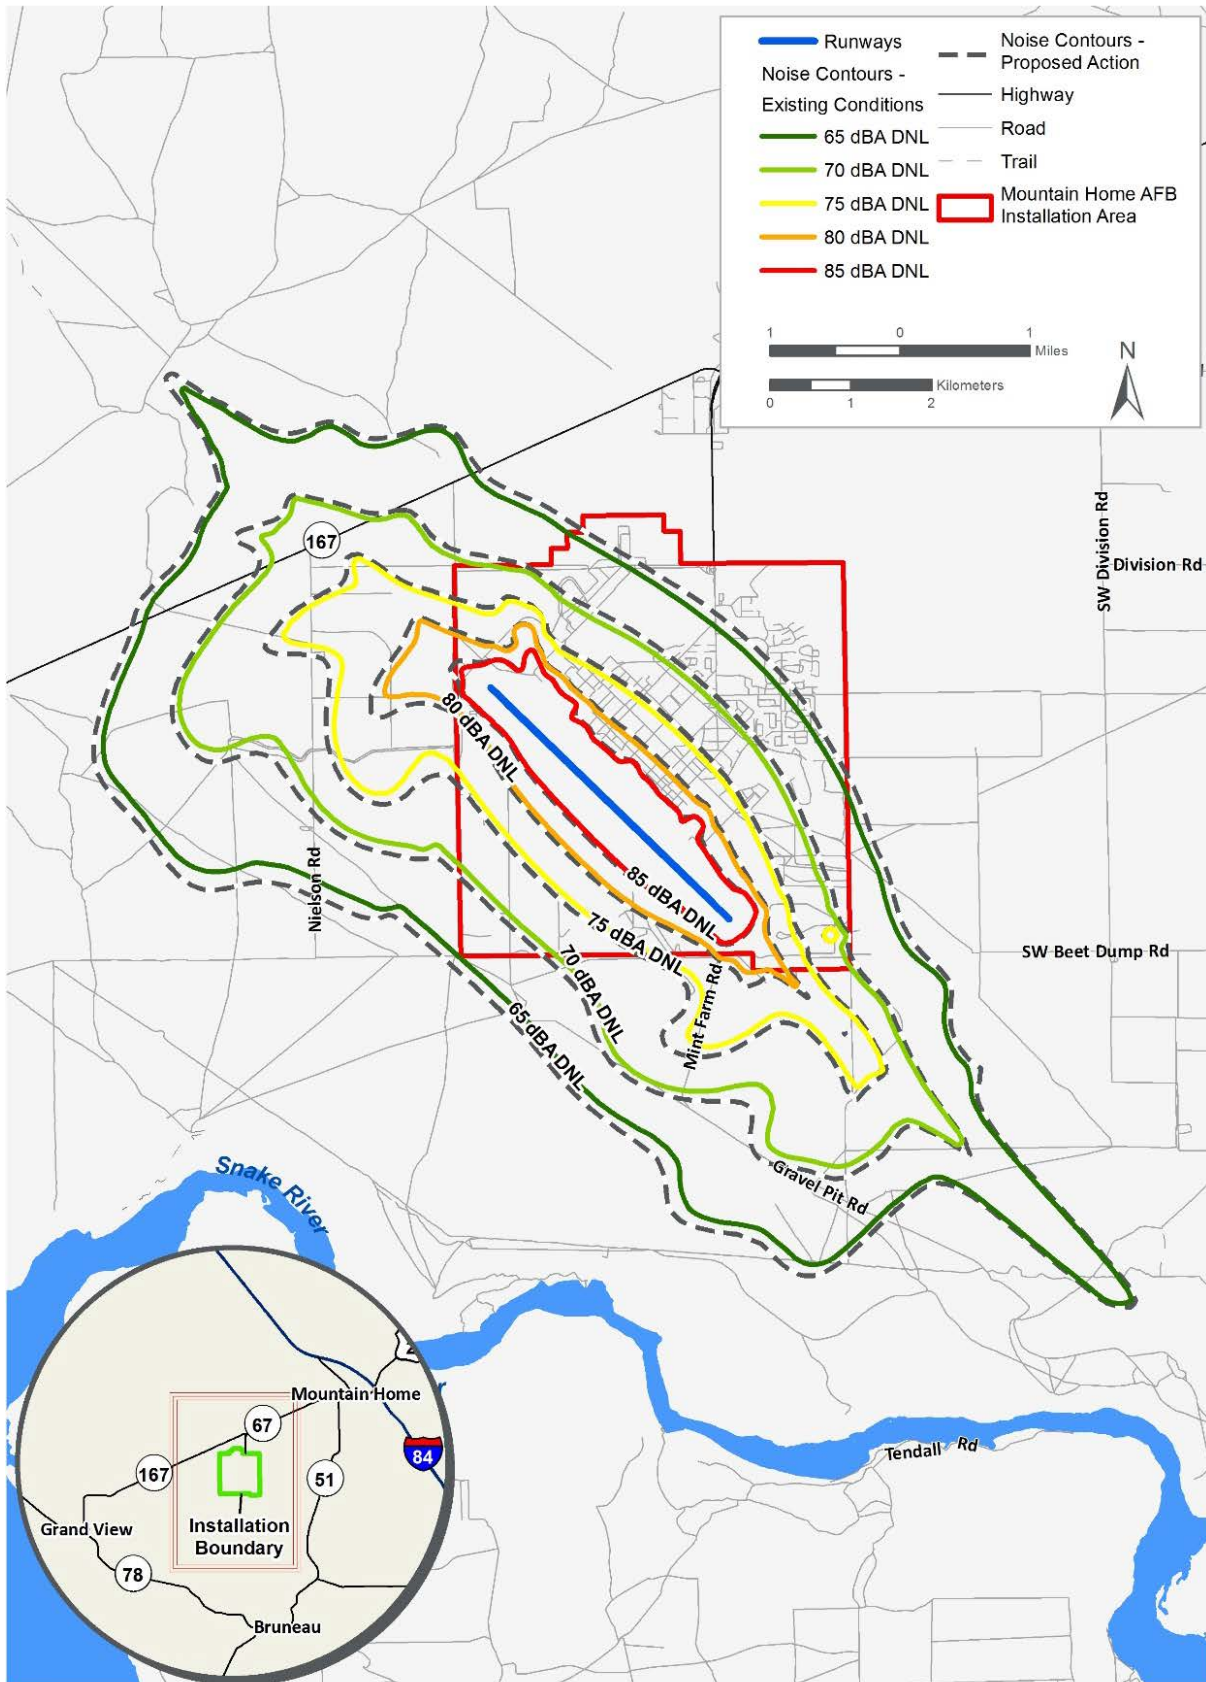 Runways
Noise Contours -
Existing Conditions
65 dBA DNL
70 dBA DNL
75 dBA DNL
80 dBA DNL
85 dBA DNL
Noise Contours -
Proposed Action
Highway
Road
Trail
Mountain Home AFB
Installation Area
1 0 1
Miles
Kilometers
0 1 2
N
167
SW Division Rd
Division Rd
80 dBA DNL
85 dBA DNL
75 dBA DNL
70 dBA DNL
65 dBA DNL
Nielson Rd
Mint Farm Rd
SW Beet Dump Rd
Gravel Pit Rd
Snake River
Tendall Rd
Mountain Home
67
84
167
51
Installation
Boundary
Grand View
78
Bruneau